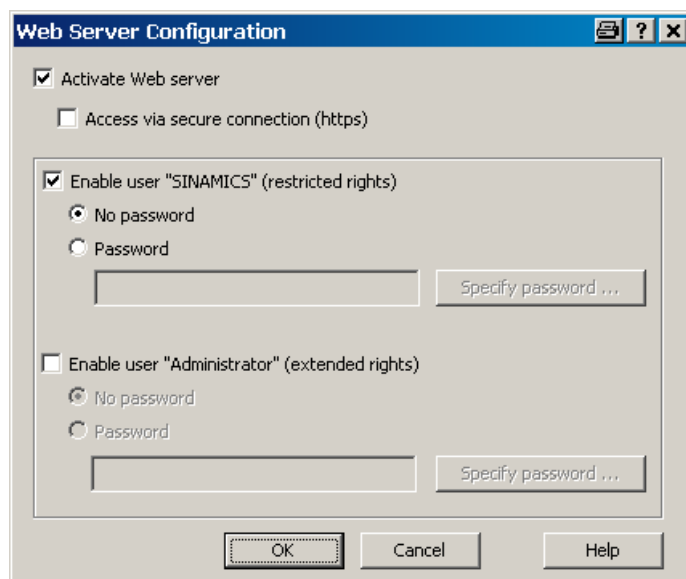 Web Server Configuration
Activate Web server
Access via secure connection (https)
Enable user "SINAMICS" (restricted rights)
No password
Password
Specify password ...
Enable user "Administrator" (extended rights)
No password
Password
Specify password ...
OK Cancel Help